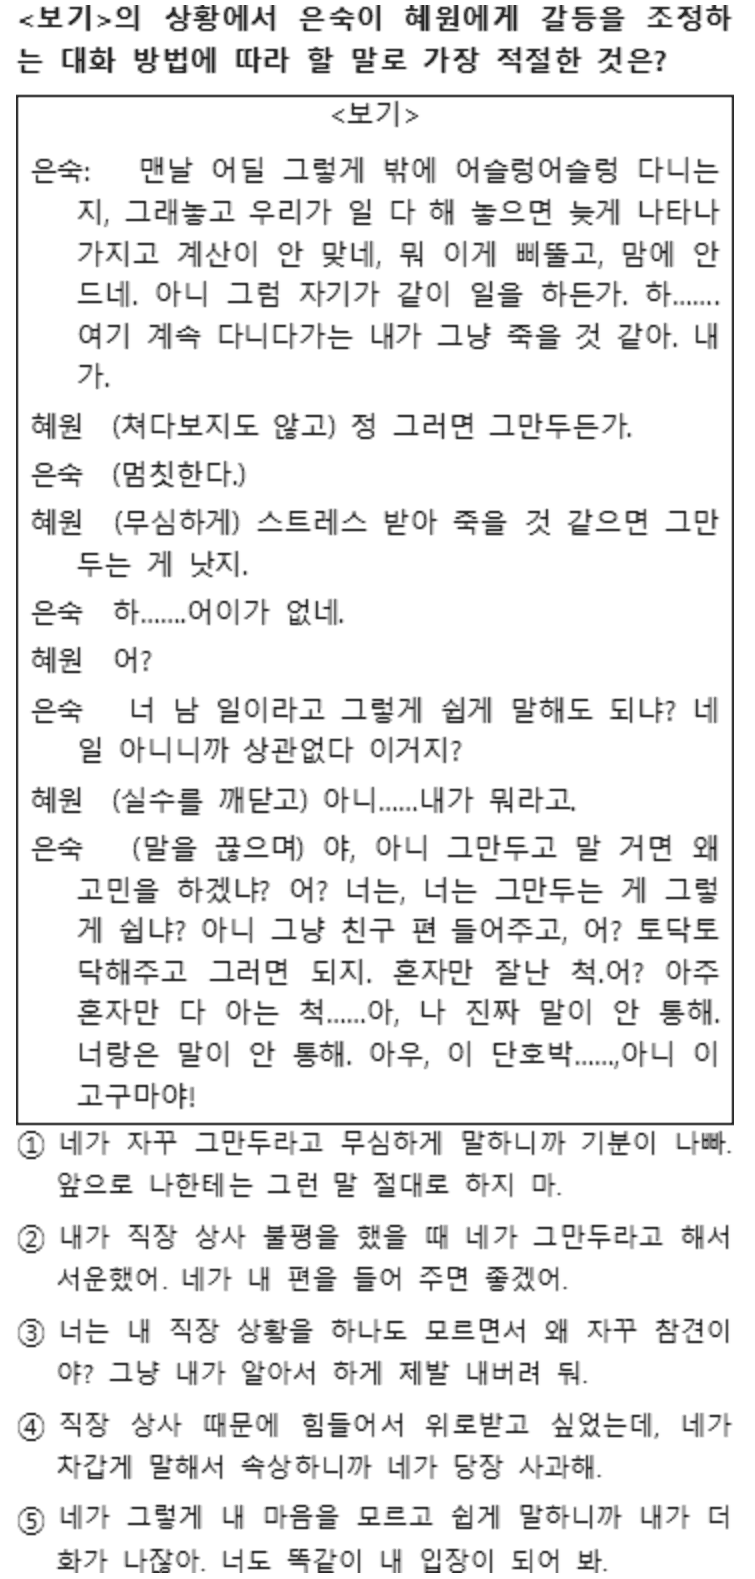 <보기>의 상황에서 은숙이 혜원에게 갈등을 조정하
는 대화 방법에 따라 할 말로 가장 적절한 것은?
<보기>
은숙: 맨날 어딜 그렇게 밖에 어슬렁어슬렁 다니는
지, 그래놓고 우리가 일 다 해 놓으면 늦게 나타나
가지고 계산이 안 맞네, 뭐 이게 삐뚤고, 맘에 안
드네. 아니 그럼 자기가 같이 일을 하든가. 하.......
여기 계속 다니다가는 내가 그냥 죽을 것 같아. 내
가.
혜원 (쳐다보지도 않고) 정 그러면 그만두든가.
은숙 (멈칫한다.)
혜원 (무심하게) 스트레스 받아 죽을 것 같으면 그만
두는 게 낫지.
은숙 하.......어이가 없네.
혜원 어?
은숙 너 남 일이라고 그렇게 쉽게 말해도 되냐? 네
일 아니니까 상관없다 이거지?
혜원 (실수를 깨닫고) 아니......내가 뭐라고.
은숙 (말을 끊으며) 야, 아니 그만두고 말 거면 왜
고민을 하겠냐? 어? 너는, 너는 그만두는 게 그렇
게 쉽냐? 아니 그냥 친구 편 들어주고, 어? 토닥토
닥해주고 그러면 되지. 혼자만 잘난 척.어? 아주
혼자만 다 아는 척......아, 나 진짜 말이 안 통해.
너랑은 말이 안 통해. 아우, 이 단호박......,아니 이
고구마야!
① 네가 자꾸 그만두라고 무심하게 말하니까 기분이 나빠.
앞으로 나한테는 그런 말 절대로 하지 마.
② 내가 직장 상사 불평을 했을 때 네가 그만두라고 해서
서운했어. 네가 내 편을 들어 주면 좋겠어.
③ 너는 내 직장 상황을 하나도 모르면서 왜 자꾸 참견이
야? 그냥 내가 알아서 하게 제발 내버려 둬.
④ 직장 상사 때문에 힘들어서 위로받고 싶었는데, 네가
차갑게 말해서 속상하니까 네가 당장 사과해.
⑤ 네가 그렇게 내 마음을 모르고 쉽게 말하니까 내가 더
화가 나잖아. 너도 똑같이 내 입장이 되어 봐.